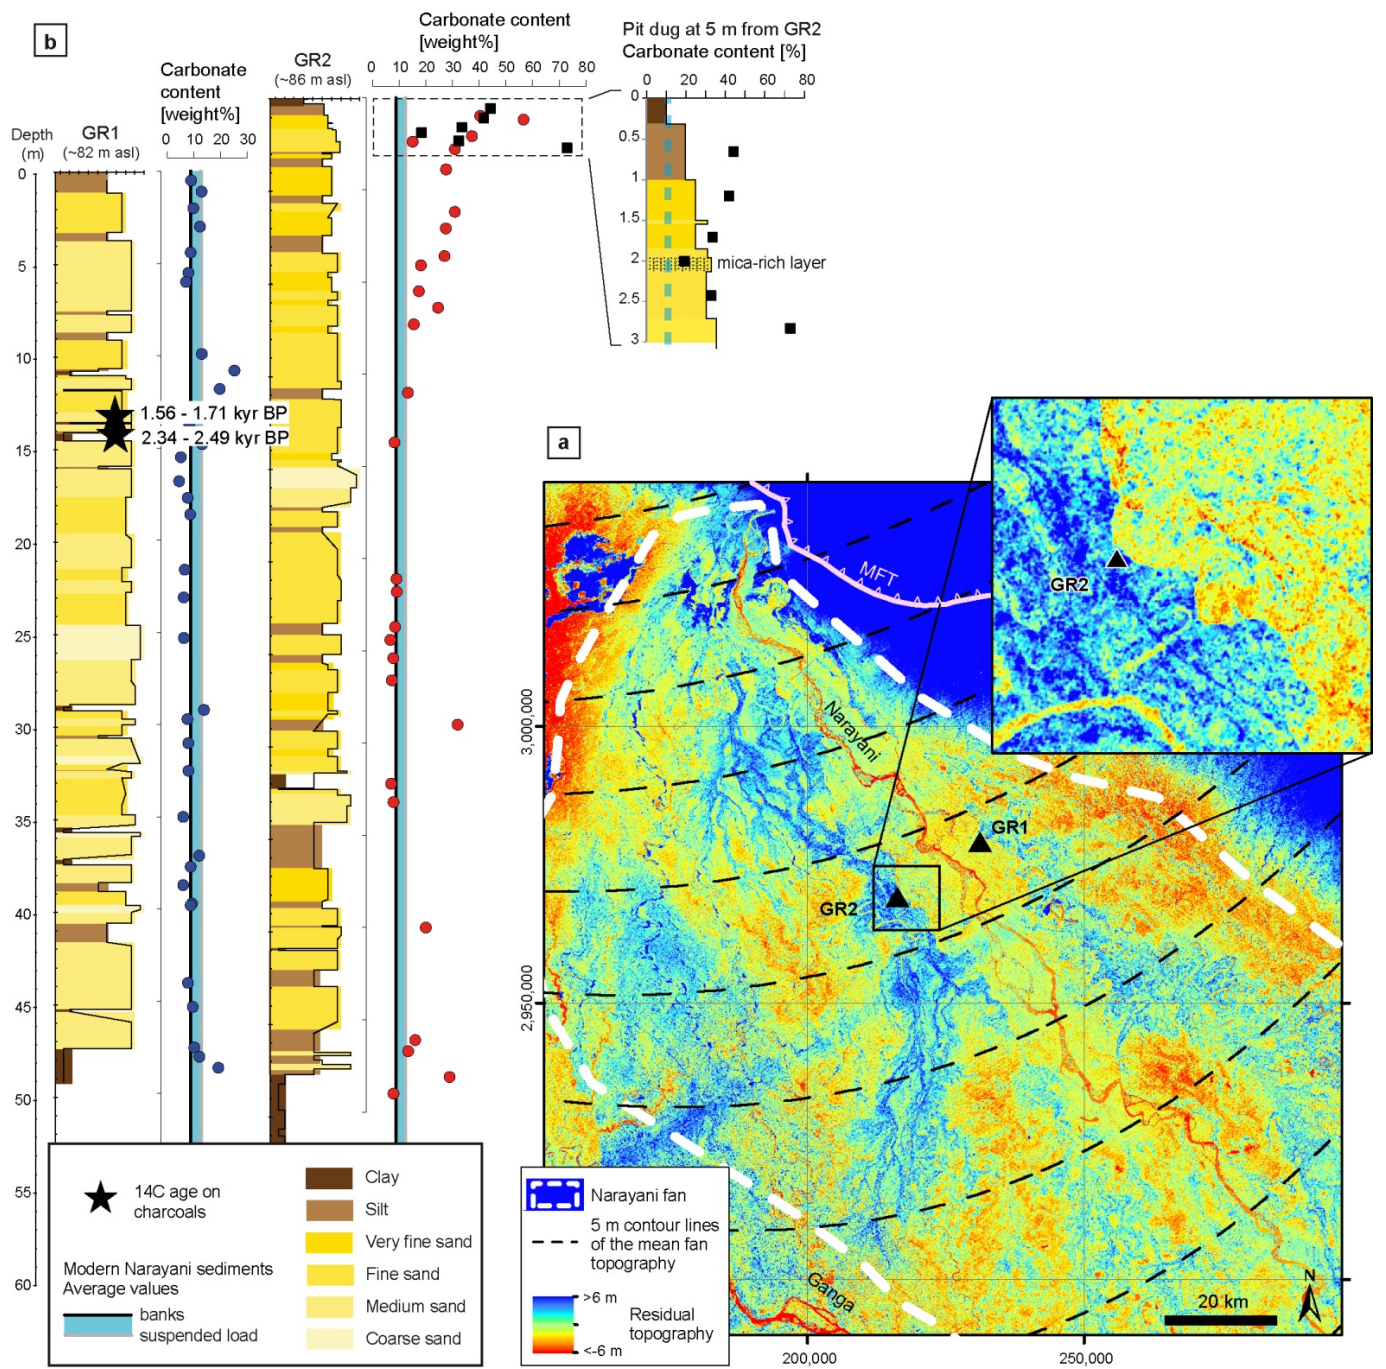 b
Depth
(m)
GR1
(~82 m asl)
Carbonate
content
[weight%]
0 10 20 30
GR2
(~86 m asl)
Carbonate content
[weight%]
0 10 20 30 40 50 60 70 80
Pit dug at 5 m from GR2
Carbonate content [%]
0 20 40 60 80
0
0.5
1
1.5
2
2.5
3
mica-rich layer
0
5
10
15
20
25
30
35
40
45
50
55
60
1.56 - 1.71 kyr BP
2.34 - 2.49 kyr BP
14C age on
charcoals
Modern Narayani sediments
Average values
banks
suspended load
Clay
Silt
Very fine sand
Fine sand
Medium sand
Coarse sand
a
MFT
Narayani
GR1
GR2
GR2
Ganga
3,000,000
2,950,000
200,000
250,000
N
20 km
Narayani fan
5 m contour lines
of the mean fan
topography
>6 m
Residual
topography
<-6 m